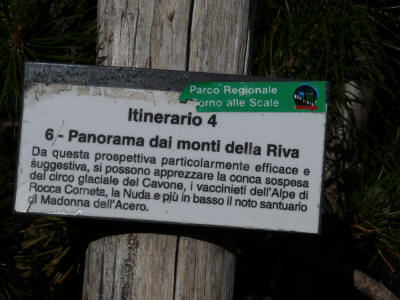 Parco Regionale
Corno alle Scale
Itinerario 4
6 - Panorama dai monti della Riva
Da questa prospettiva particolarmente efficace e
suggestiva, si possono apprezzare la conca sospesa
del circo glaciale del Cavone, i vaccinieti dell'Alpe di
Rocca Corneta, la Nuda e più in basso il noto santuario
di Madonna dell'Acero.